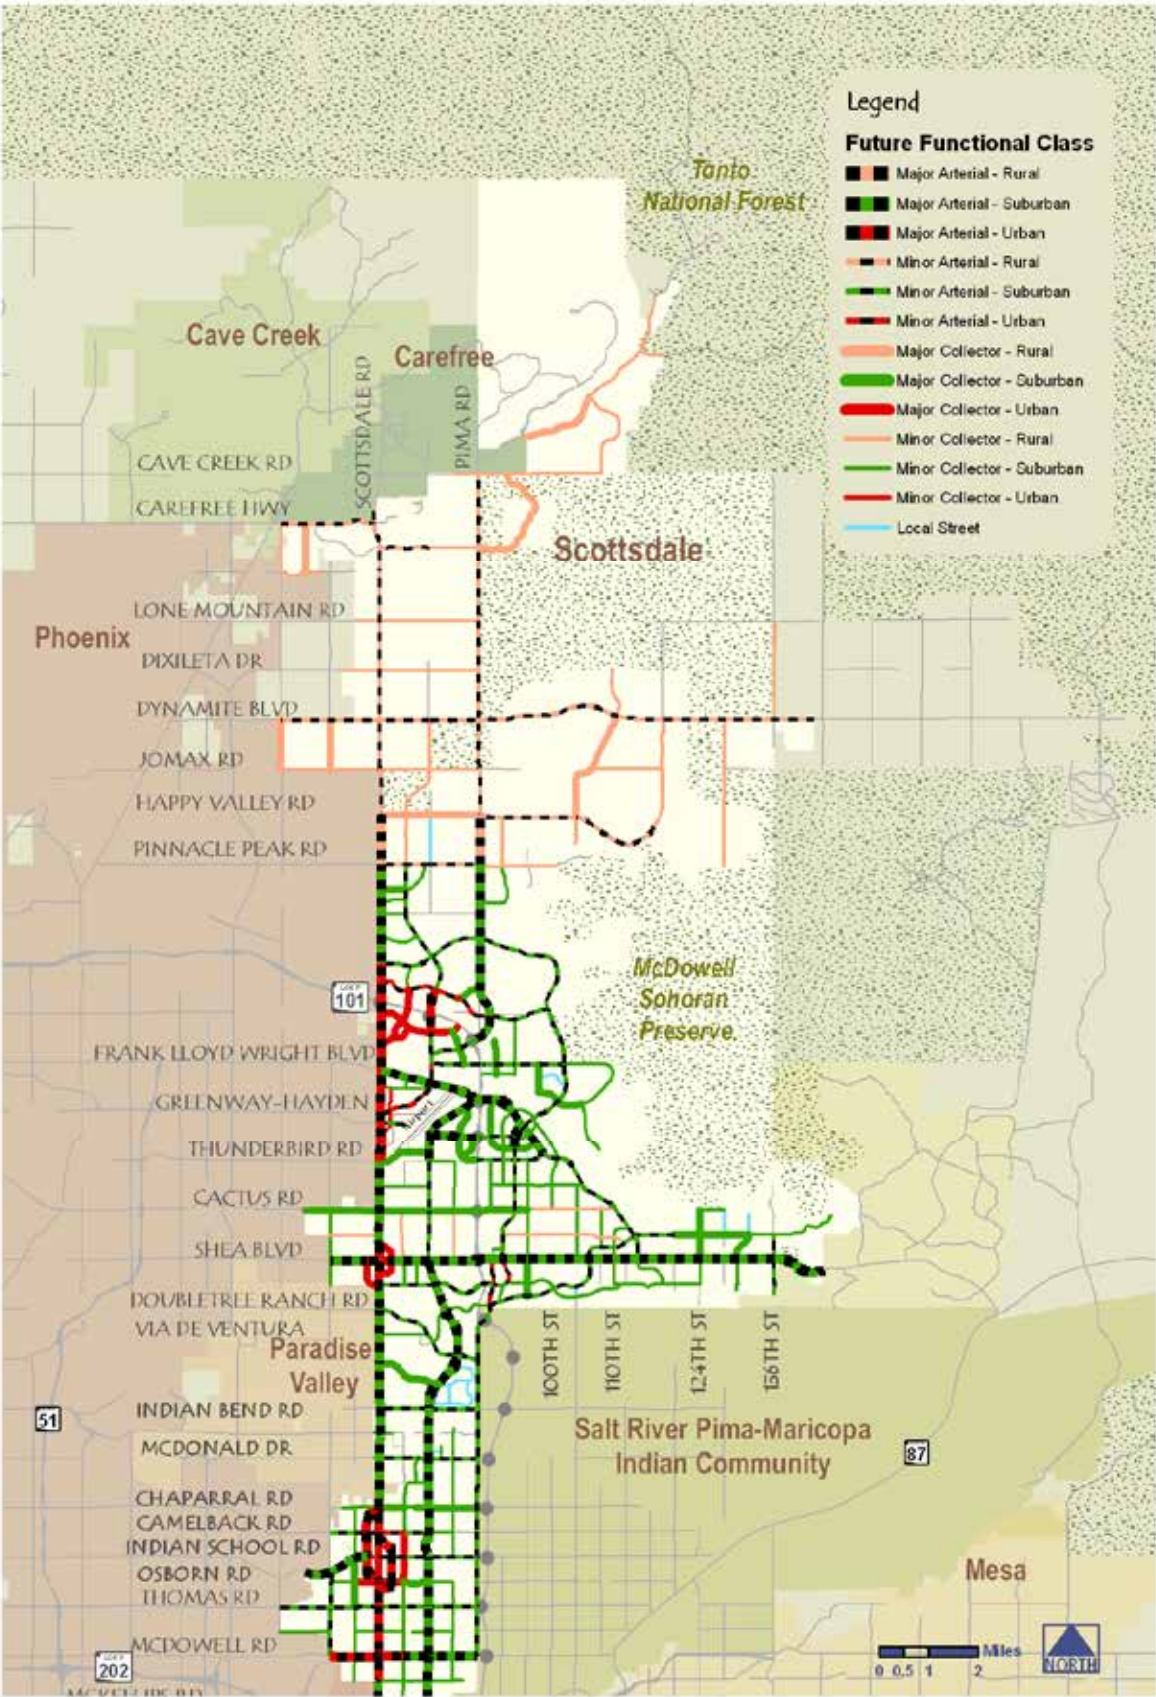 Legend
Future Functional Class
Major Arterial - Rural
Major Arterial - Suburban
Major Arterial - Urban
Minor Arterial - Rural
Minor Arterial - Suburban
Minor Arterial - Urban
Major Collector - Rural
Major Collector - Suburban
Major Collector - Urban
Minor Collector - Rural
Minor Collector - Suburban
Minor Collector - Urban
Local Street
Tonto
National Forest
Cave Creek
Carefree
SCOTTSDALE RD
PIMA RD
CAVE CREEK RD
CAREFREE HWY
Scottsdale
LONE MOUNTAIN RD
Phoenix
DIXILETA DR
DYNAMITE BLVD
JOMAX RD
HAPPY VALLEY RD
PINNACLE PEAK RD
McDowell
Sohoran
Preserve
LOOP
101
FRANK LLOYD WRIGHT BLVD
GREENWAY-HAYDEN
Airport
THUNDERBIRD RD
CACTUS RD
SHEA BLVD
DOUBLETREE RANCH RD
VIA DE VENTURA
Paradise
Valley
100TH ST
110TH ST
124TH ST
136TH ST
INDIAN BEND RD
51
MCDONALD DR
Salt River Pima-Maricopa
Indian Community
87
CHAPARRAL RD
CAMELBACK RD
INDIAN SCHOOL RD
OSBORN RD
THOMAS RD
Mesa
MCDOWELL RD
LOOP
202
Miles
0 0.5 1 2
NORTH